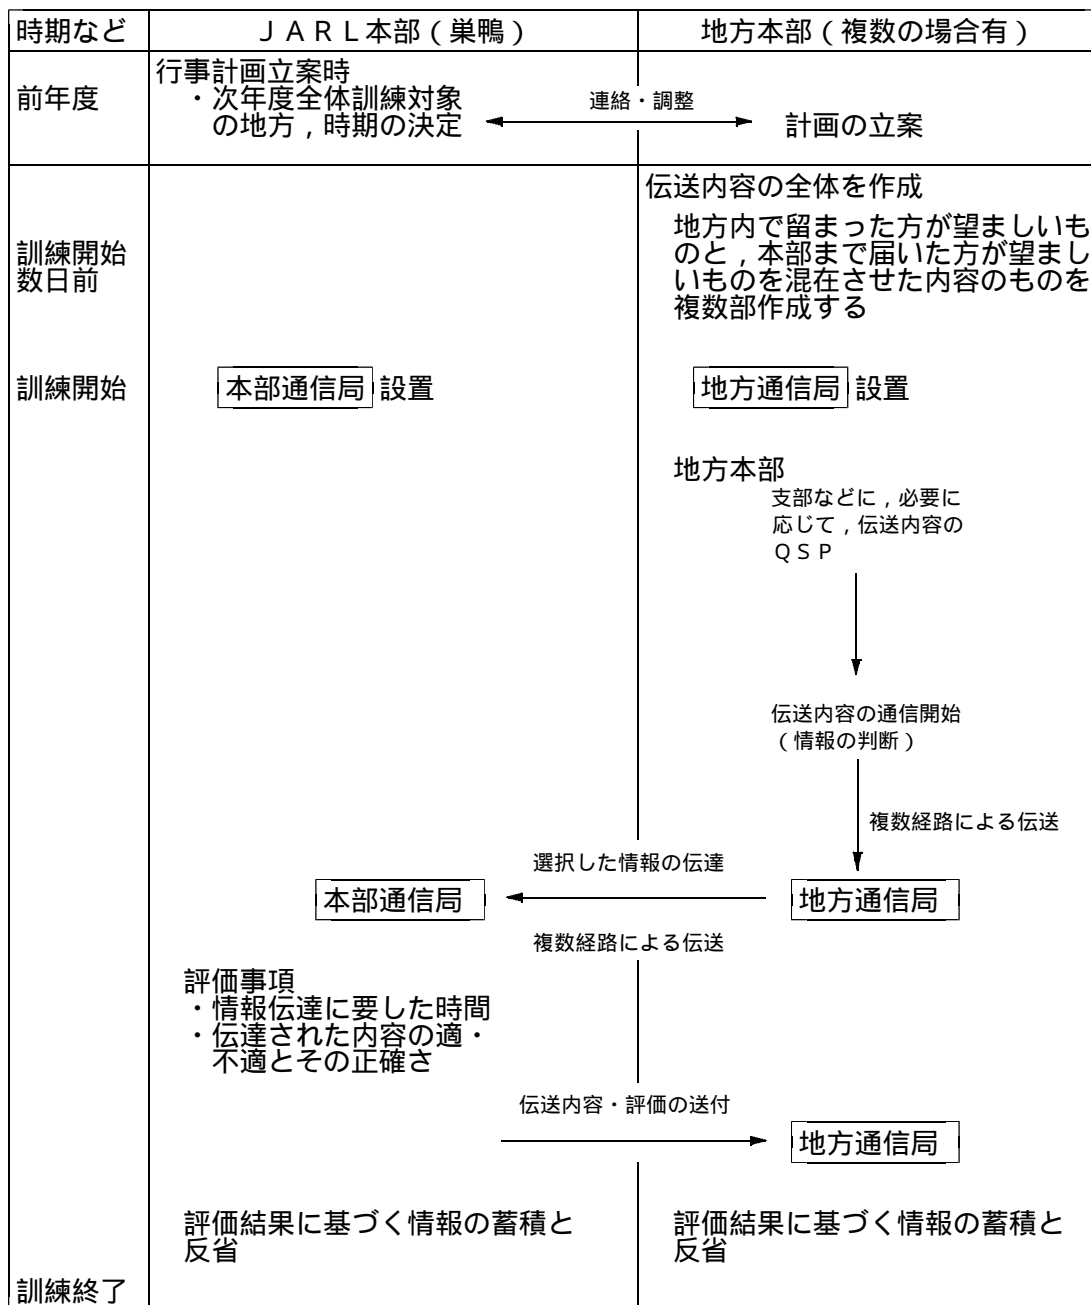 時期など
ＪＡＲＬ本部（巣鴨）
地方本部（複数の場合有）
前年度
行事計画立案時
・次年度全体訓練対象
の地方，時期の決定
連絡・調整
計画の立案
訓練開始
数日前
伝送内容の全体を作成
地方内で留まった方が望ましいも
のと，本部まで届いた方が望まし
いものを混在させた内容のものを
複数部作成する
訓練開始
本部通信局 設置
地方通信局 設置
地方本部
支部などに，必要に
応じて，伝送内容の
ＱＳＰ
伝送内容の通信開始
（情報の判断）
複数経路による伝送
選択した情報の伝達
本部通信局
地方通信局
複数経路による伝送
評価事項
・情報伝達に要した時間
・伝達された内容の適・
不適とその正確さ
伝送内容・評価の送付
地方通信局
評価結果に基づく情報の蓄積と
反省
評価結果に基づく情報の蓄積と
反省
訓練終了